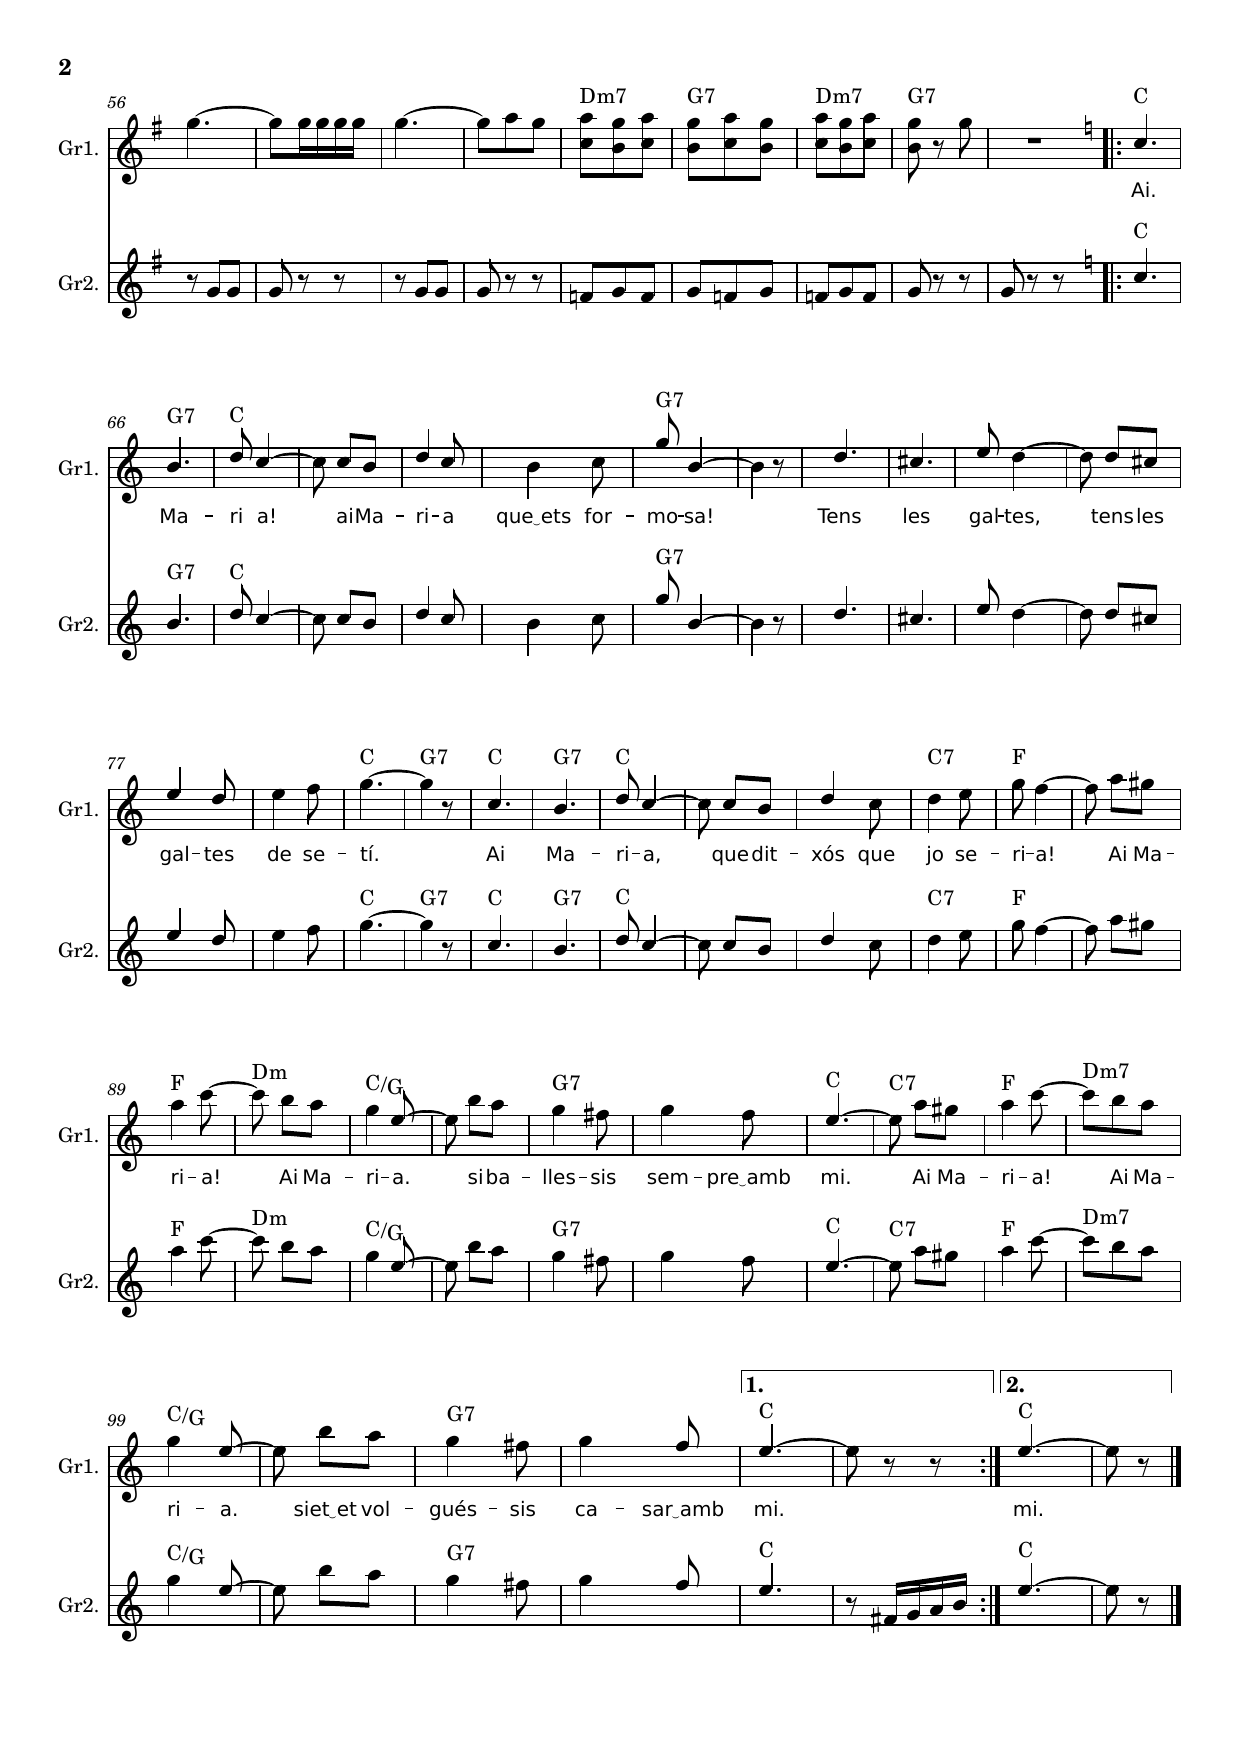 2
56 Dm7 G7 Dm7 G7 C
Gr1.
Ai.
C
Gr2.
66 G7 C G7
Gr1.
Ma – ri a! ai Ma – ri – a que‿ets for – mo – sa! Tens les gal – tes, tens les
G7 C G7
Gr2.
77 C G7 C G7 C C7 F
Gr1.
gal – tes de se – tí. Ai Ma – ri – a, que dit – xós que jo se – ri – a! Ai Ma –
C G7 C G7 C C7 F
Gr2.
89 F Dm C/G G7 C C7 F Dm7
Gr1.
ri – a! Ai Ma – ri – a. si ba – lles – sis sem – pre‿amb mi. Ai Ma – ri – a! Ai Ma –
F Dm C/G G7 C C7 F Dm7
Gr2.
1. 2.
99 C/G G7 C C
Gr1.
ri – a. siet‿et vol – gués – sis ca – sar‿amb mi. mi.
C/G G7 C C
Gr2.